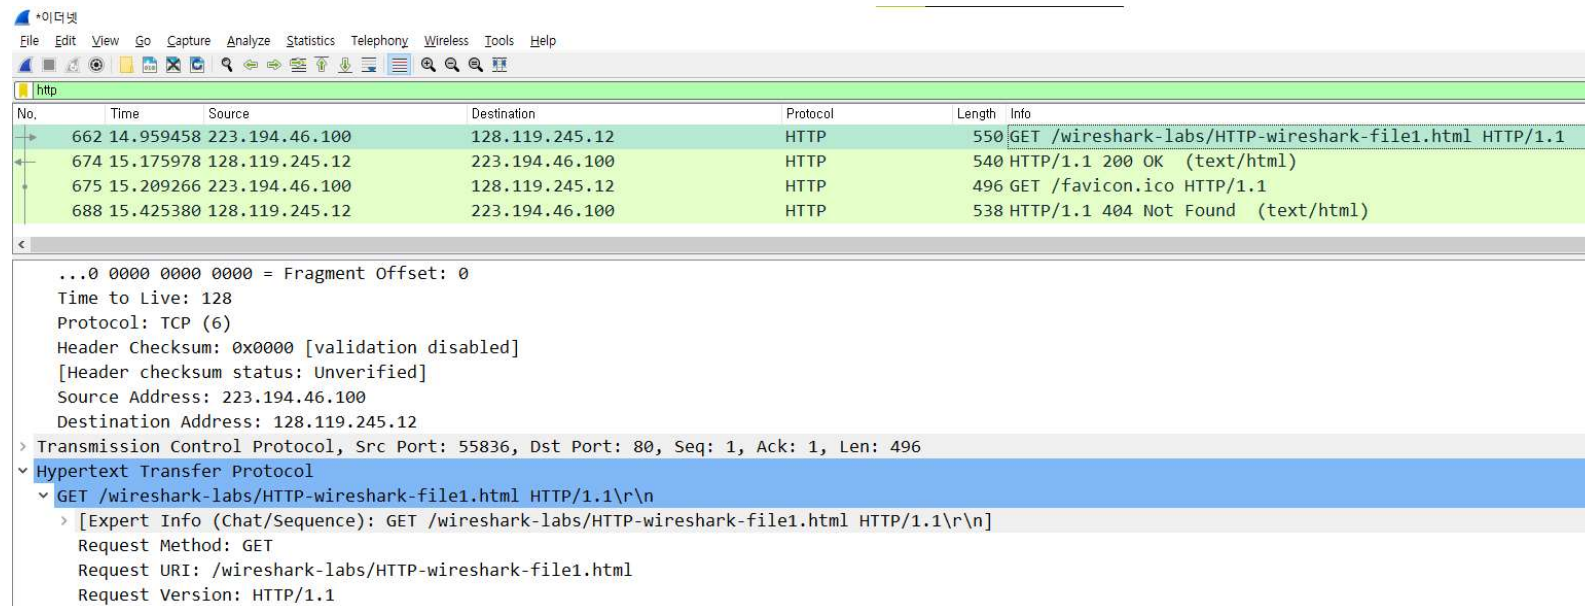 *이더넷
File Edit View Go Capture Analyze Statistics Telephony Wireless Tools Help
http
No. Time Source Destination Protocol Length Info
662 14.959458 223.194.46.100 128.119.245.12 HTTP 550 GET /wireshark-labs/HTTP-wireshark-file1.html HTTP/1.1
674 15.175978 128.119.245.12 223.194.46.100 HTTP 540 HTTP/1.1 200 OK (text/html)
675 15.209266 223.194.46.100 128.119.245.12 HTTP 496 GET /favicon.ico HTTP/1.1
688 15.425380 128.119.245.12 223.194.46.100 HTTP 538 HTTP/1.1 404 Not Found (text/html)
...0 0000 0000 0000 = Fragment Offset: 0
Time to Live: 128
Protocol: TCP (6)
Header Checksum: 0x0000 [validation disabled]
[Header checksum status: Unverified]
Source Address: 223.194.46.100
Destination Address: 128.119.245.12
Transmission Control Protocol, Src Port: 55836, Dst Port: 80, Seq: 1, Ack: 1, Len: 496
Hypertext Transfer Protocol
GET /wireshark-labs/HTTP-wireshark-file1.html HTTP/1.1\r\n
[Expert Info (Chat/Sequence): GET /wireshark-labs/HTTP-wireshark-file1.html HTTP/1.1\r\n]
Request Method: GET
Request URI: /wireshark-labs/HTTP-wireshark-file1.html
Request Version: HTTP/1.1